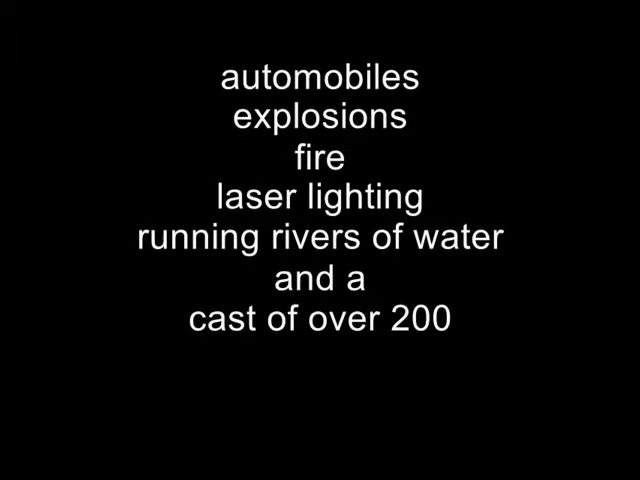 automobiles
explosions
fire
laser lighting
running rivers of water
and a
cast of over 200